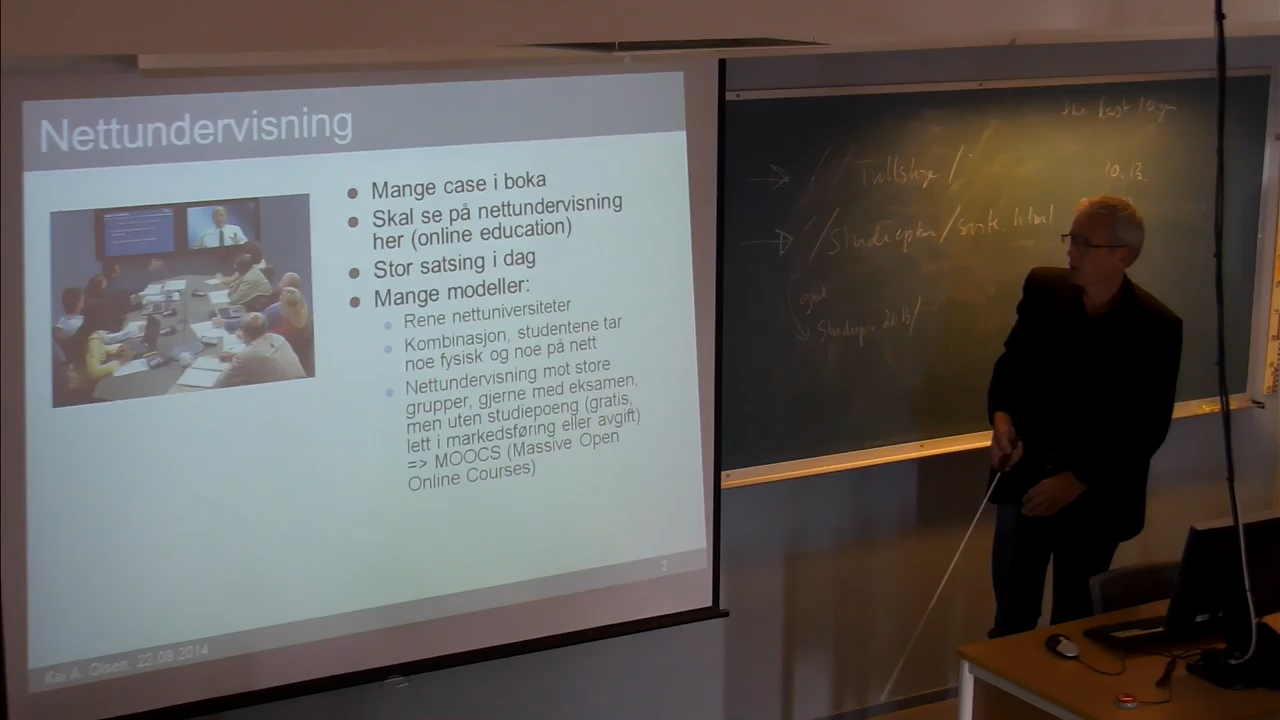 Nettundervisning
Mange case i boka
Skal se på nettundervisning
her (online education)
Stor satsing i dag
Mange modeller:
Rene nettuniversiteter
Kombinasjon, studentene tar
noe fysisk og noe på nett
Nettundervisning mot store
grupper, gjerne med eksamen,
men uten studiepoeng (gratis,
lett i markedsføring eller avgift)
=> MOOCS (Massive Open
Online Courses)
2
Kai A. Olsen, 22.09.2014
the last
10.13.